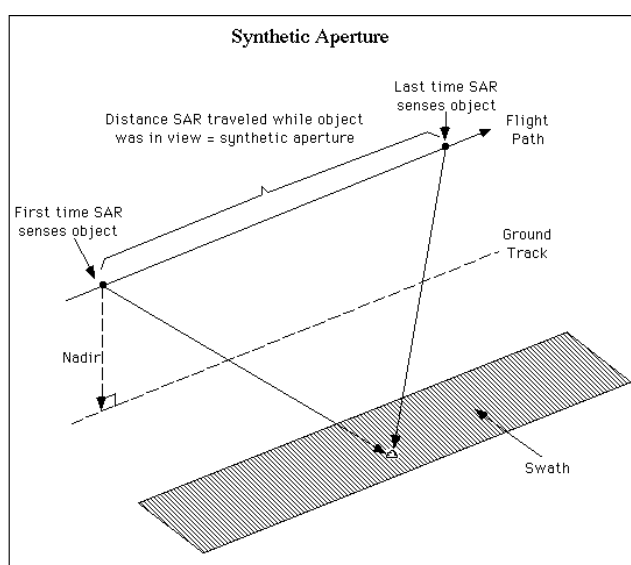 Synthetic Aperture
Last time SAR
senses object
Distance SAR traveled while object
was in view = synthetic aperture
Flight
Path
First time SAR
senses object
Ground
Track
Nadir
Swath